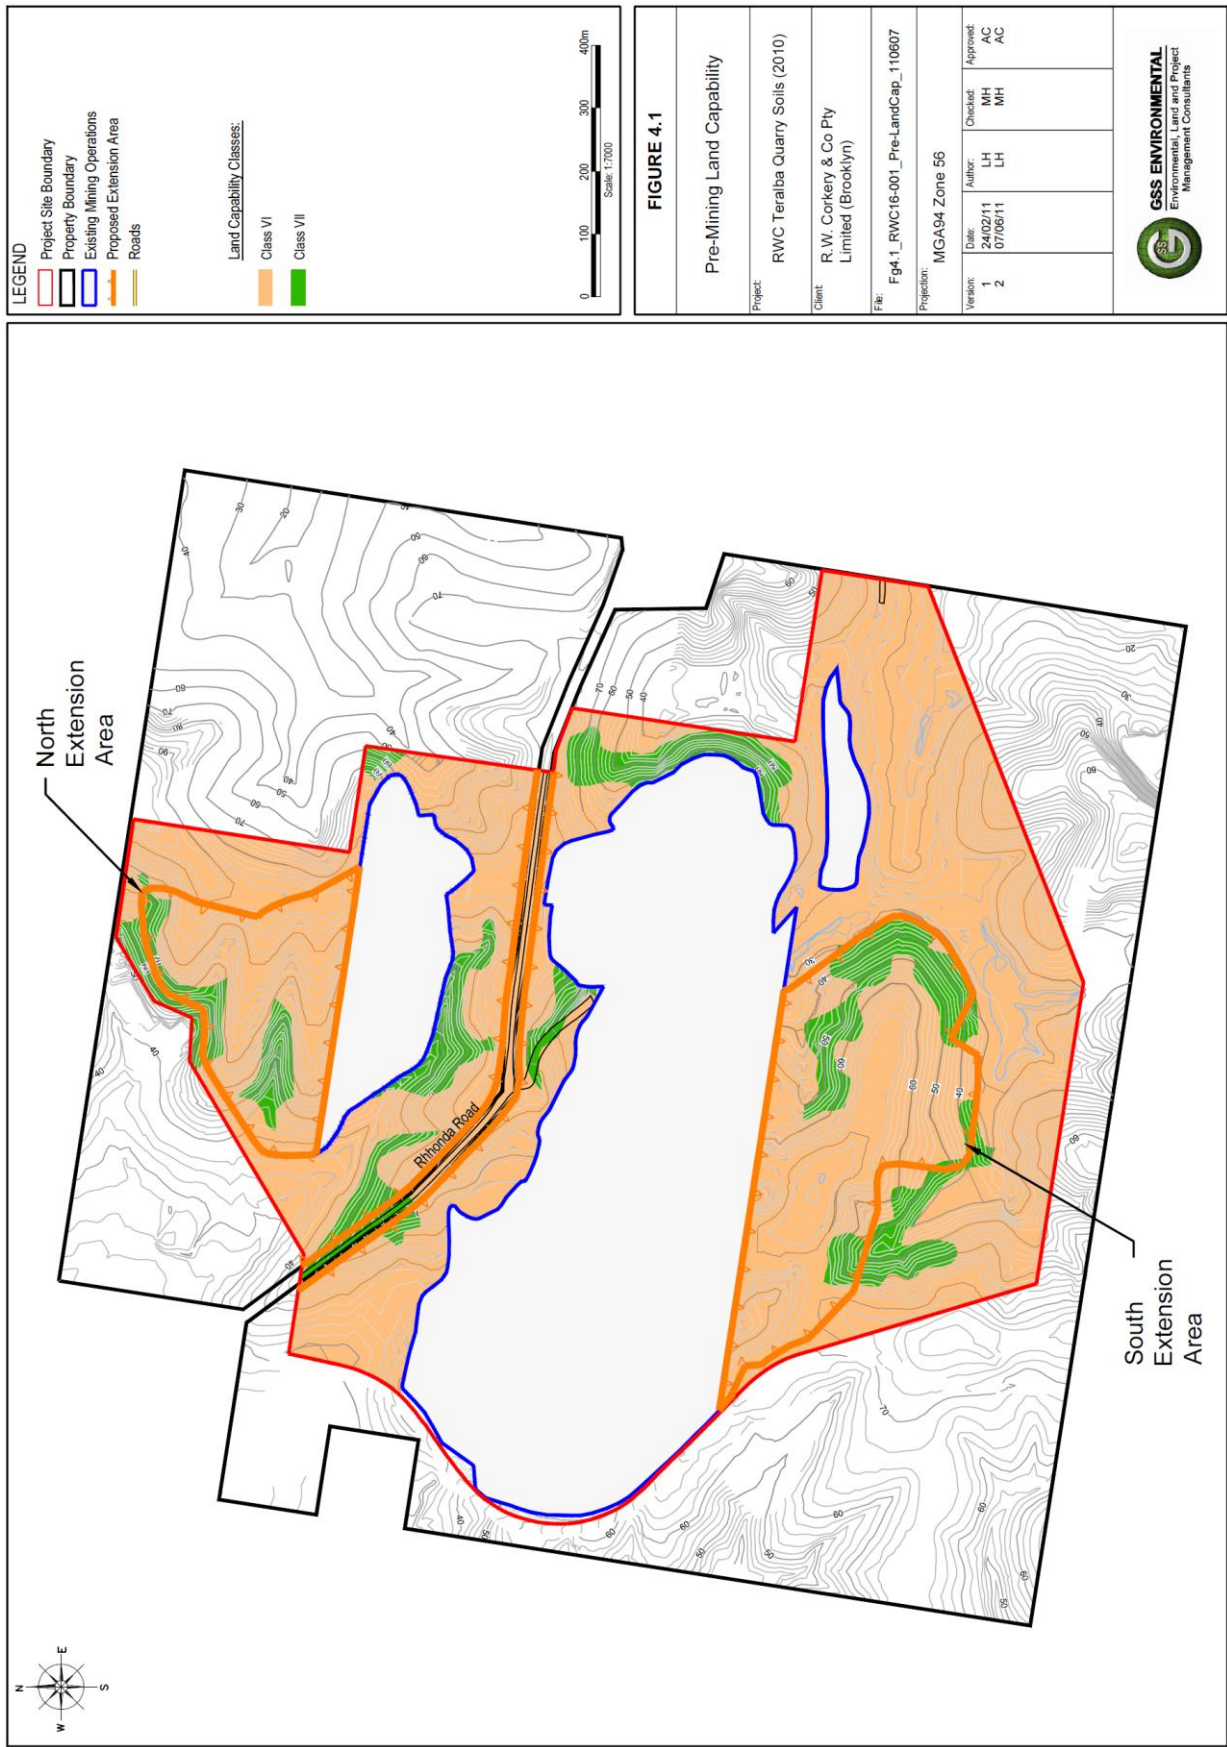 LEGEND
Project Site Boundary
Property Boundary
Existing Mining Operations
Proposed Extension Area
Roads
Land Capability Classes:
Class VI
Class VII
0 100 200 300 400m
Scale: 1:7000
FIGURE 4.1
Pre-Mining Land Capability
Project:
RWC Teralba Quarry Soils (2010)
Client
R.W. Corkery & Co Pty
Limited (Brooklyn)
File:
Fg4.1_RWC16-001_Pre-LandCap_110607
Projection:
MGA94 Zone 56
Version: Date: Author: Checked: Approved:
1 24/02/11 LH MH AC
2 07/06/11 LH MH AC
GSS
GSS ENVIRONMENTAL
Environmental, Land and Project
Management Consultants
North
Extension
Area
Rhhonda Road
South
Extension
Area
N
W
E
S